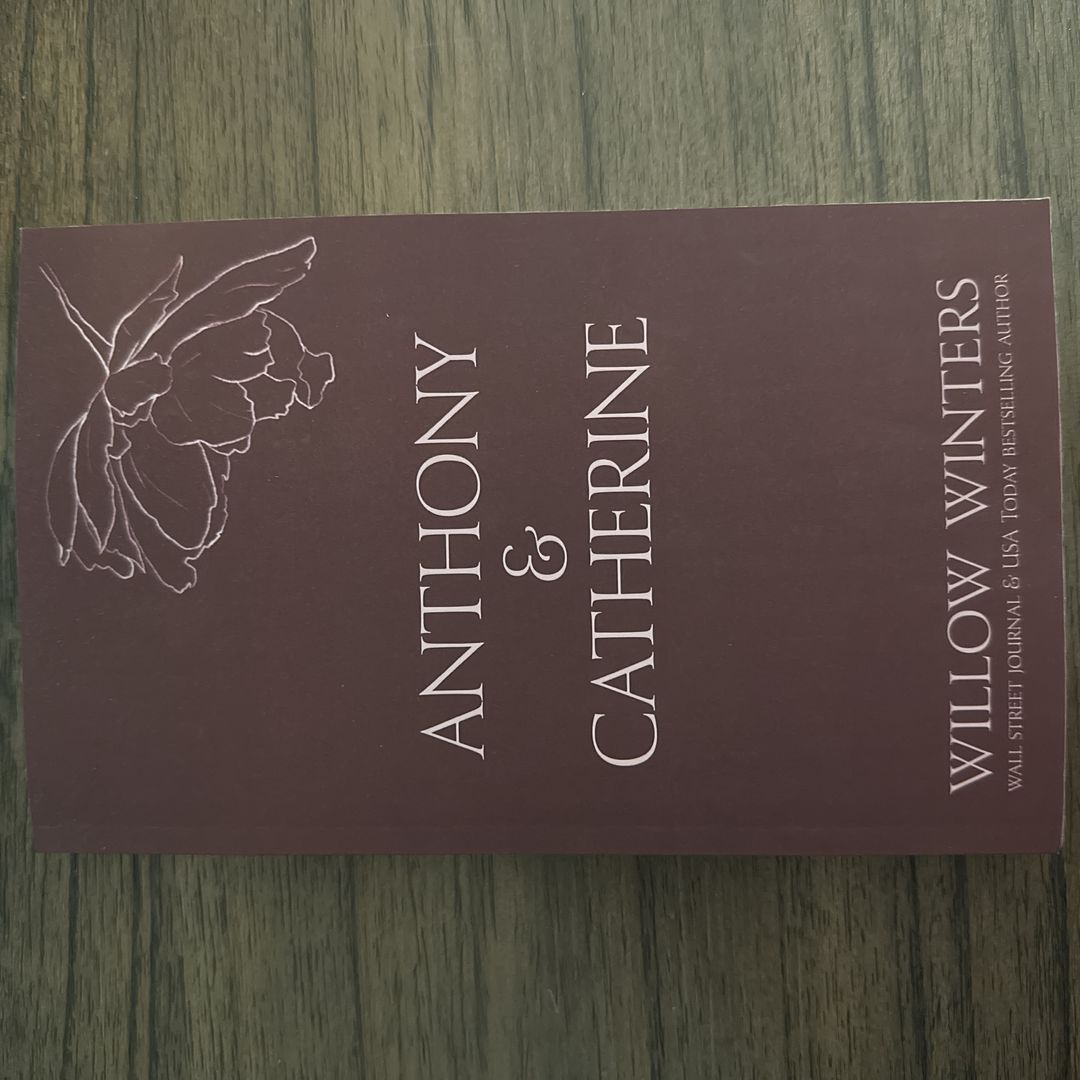 ANTHONY
&
CATHERINE
WILLOW WINTERS
WALL STREET JOURNAL & USA TODAY BESTSELLING AUTHOR